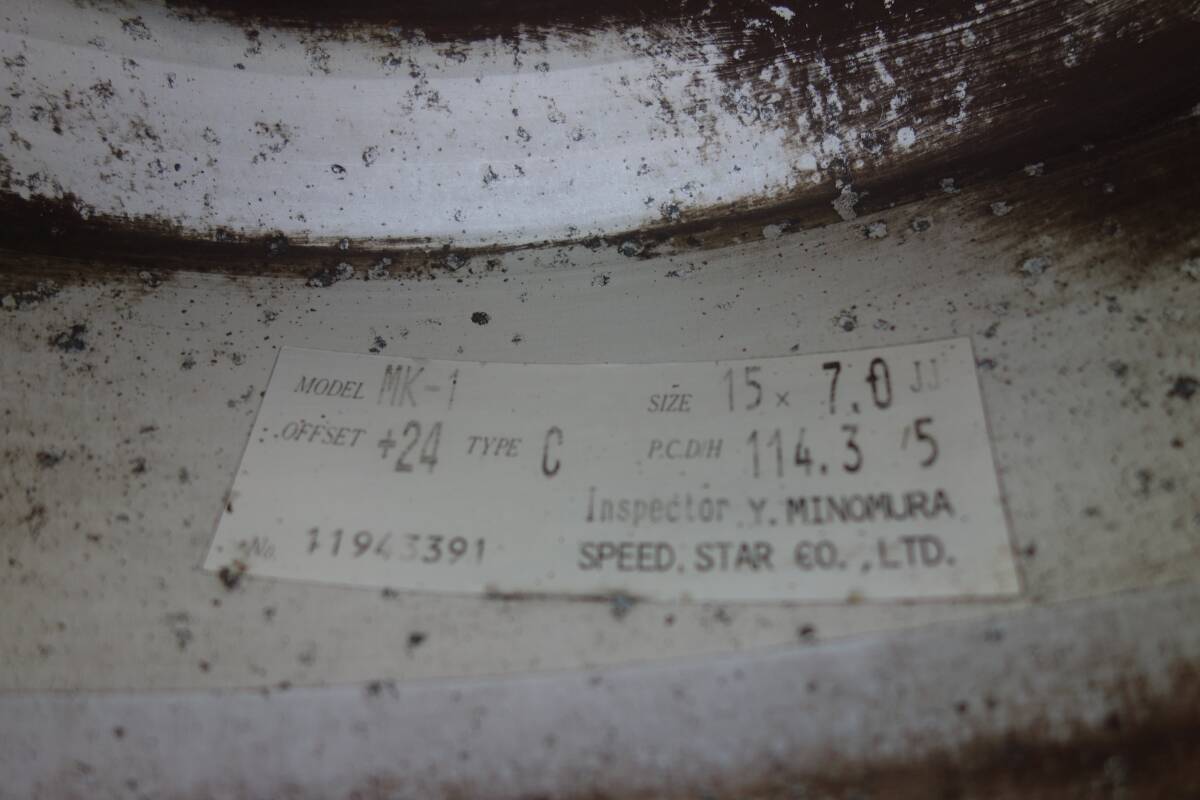 MODEL MK-1 SIZE 15 × 7.0 JJ
OFFSET +24 TYPE C P.C.D/H 114.3 /5
Inspector Y. MINOMURA
No. 11943391 SPEED. STAR CO. ,LTD.